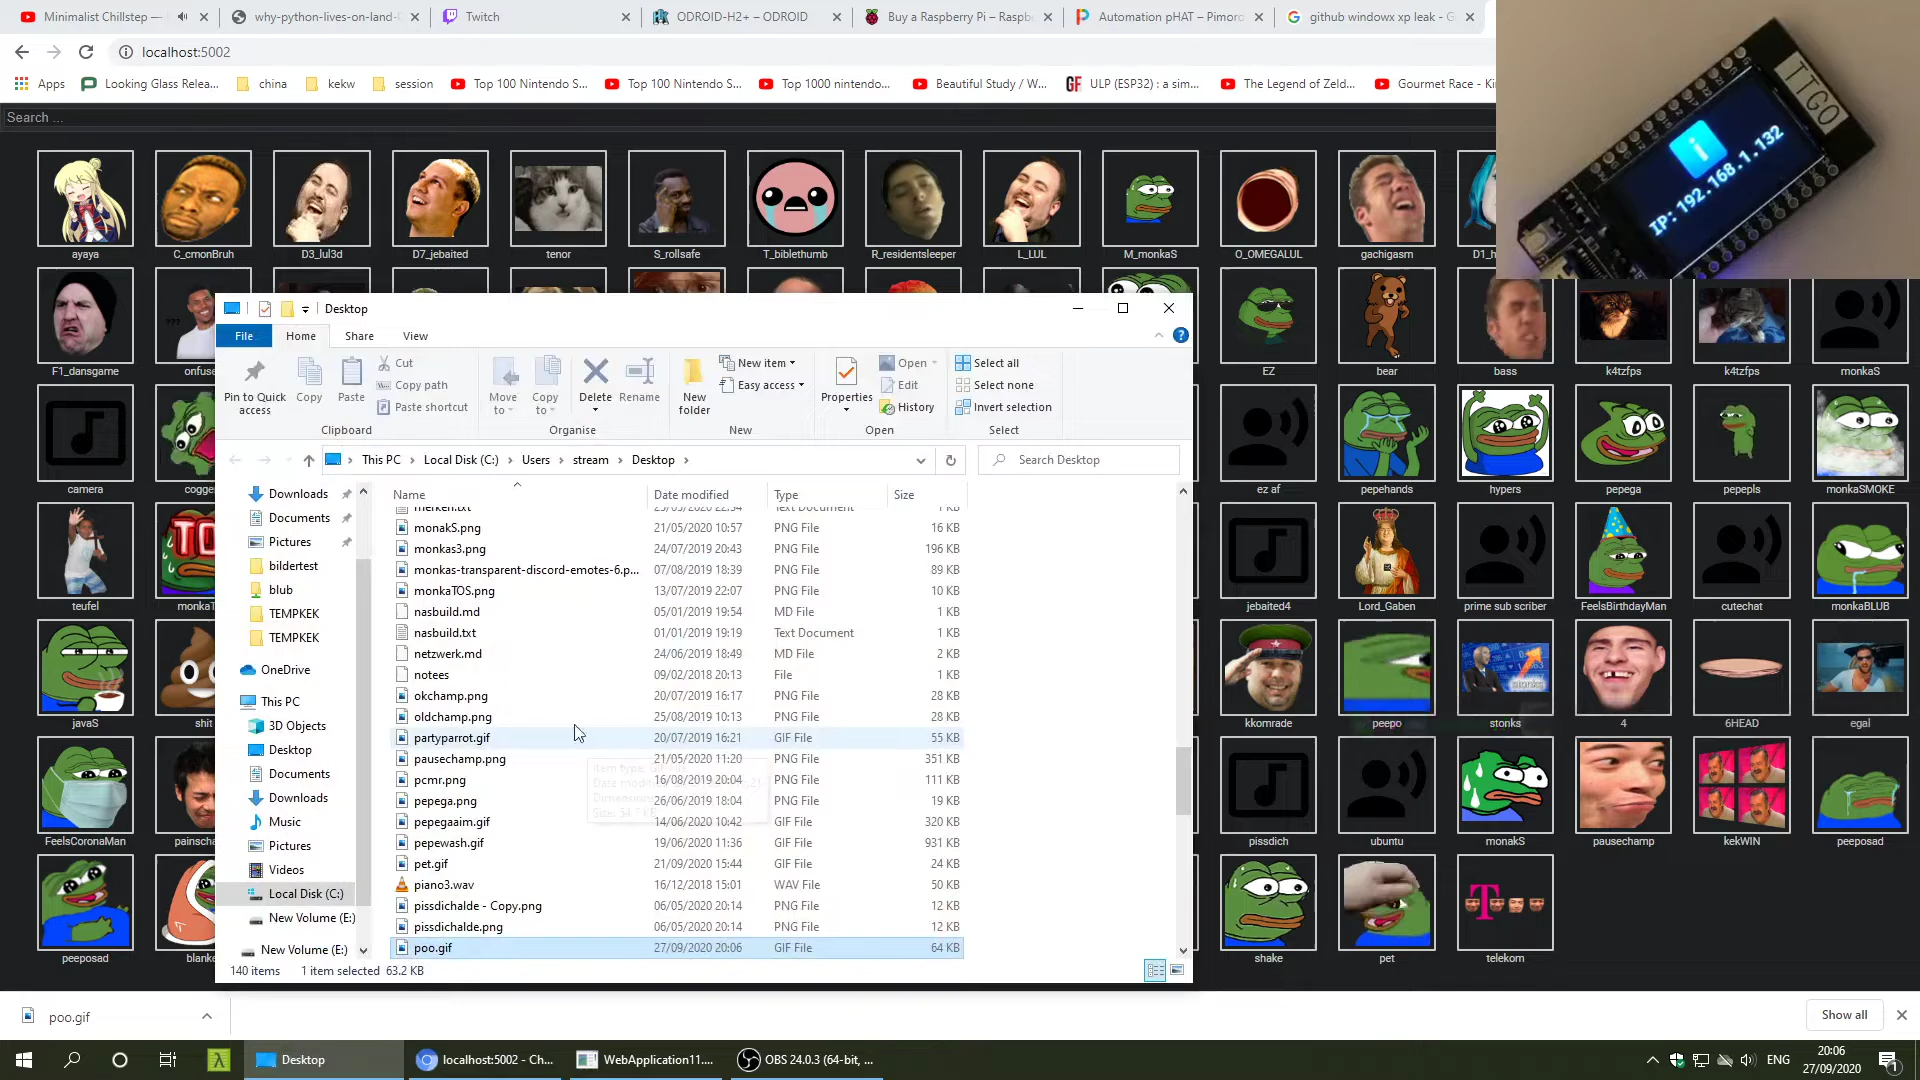 Minimalist Chillstep —
why-python-lives-on-land-
Twitch
ODROID-H2+ – ODROID
Buy a Raspberry Pi – Raspb
Automation pHAT – Pimoro
github windowx xp leak - G
localhost:5002
Apps
Looking Glass Relea...
china
kekw
session
Top 100 Nintendo S...
Top 100 Nintendo S...
Top 1000 nintendo...
Beautiful Study / W...
GF ULP (ESP32) : a sim...
The Legend of Zeld...
Gourmet Race - Ki
TTGO
i
IP:192.168.1.132
Search ...
ayaya
C_cmonBruh
D3_lul3d
D7_jebaited
tenor
S_rollsafe
T_biblethumb
R_residentsleeper
L_LUL
M_monkaS
O_OMEGALUL
gachigasm
D1_h
F1_dansgame
onfuse
EZ
bear
bass
k4tzfps
k4tzfps
monkaS
camera
cogge
ez af
pepehands
hypers
pepega
pepepls
monkaSMOKE
teufel
monkaT
jebaited4
Lord_Gaben
prime sub scriber
FeelsBirthdayMan
cutechat
monkaBLUB
javaS
shit
kkomrade
peepo
stonks
4
6HEAD
egal
FeelsCoronaMan
painscha
pissdich
ubuntu
monakS
pausechamp
kekWIN
peeposad
peeposad
blanke
shake
pet
telekom
Desktop
File
Home
Share
View
Pin to Quick access
Copy
Paste
Cut
Copy path
Paste shortcut
Clipboard
Move to
Copy to
Delete
Rename
Organise
New folder
New item
Easy access
New
Properties
Open
Edit
History
Open
Select all
Select none
Invert selection
Select
This PC
Local Disk (C:)
Users
stream
Desktop
Search Desktop
Downloads
Documents
Pictures
bildertest
blub
TEMPKEK
TEMPKEK
OneDrive
This PC
3D Objects
Desktop
Documents
Downloads
Music
Pictures
Videos
Local Disk (C:)
New Volume (E:)
New Volume (E:)
Name Date modified Type Size
merken.txt Text Document 1 KB
monakS.png 21/05/2020 10:57 PNG File 16 KB
monkas3.png 24/07/2019 20:43 PNG File 196 KB
monkas-transparent-discord-emotes-6.p... 07/08/2019 18:39 PNG File 89 KB
monkaTOS.png 13/07/2019 22:07 PNG File 10 KB
nasbuild.md 05/01/2019 19:54 MD File 1 KB
nasbuild.txt 01/01/2019 19:19 Text Document 1 KB
netzwerk.md 24/06/2019 18:49 MD File 2 KB
notees 09/02/2018 20:13 File 1 KB
okchamp.png 20/07/2019 16:17 PNG File 28 KB
oldchamp.png 25/08/2019 10:13 PNG File 28 KB
partyparrot.gif 20/07/2019 16:21 GIF File 55 KB
pausechamp.png 21/05/2020 11:20 PNG File 351 KB
pcmr.png 16/08/2019 20:04 PNG File 111 KB
pepega.png 26/06/2019 18:04 PNG File 19 KB
pepegaaim.gif 14/06/2020 10:42 GIF File 320 KB
pepewash.gif 19/06/2020 11:36 GIF File 931 KB
pet.gif 21/09/2020 15:44 GIF File 24 KB
piano3.wav 16/12/2018 15:01 WAV File 50 KB
pissdichalde - Copy.png 06/05/2020 20:14 PNG File 12 KB
pissdichalde.png 06/05/2020 20:14 PNG File 12 KB
poo.gif 27/09/2020 20:06 GIF File 64 KB
140 items 1 item selected 63.2 KB
poo.gif
Show all
Desktop
localhost:5002 - Ch...
WebApplication11....
OBS 24.0.3 (64-bit, ...
ENG
20:06
27/09/2020